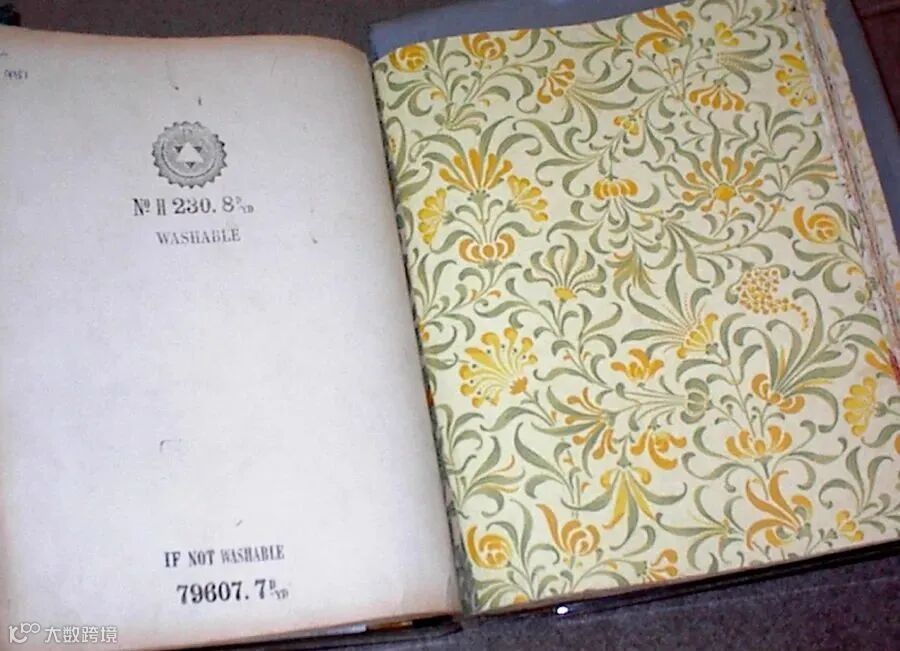 No H 230. 8D YD
WASHABLE
IF NOT WASHABLE
79607. 7D YD
大数跨境